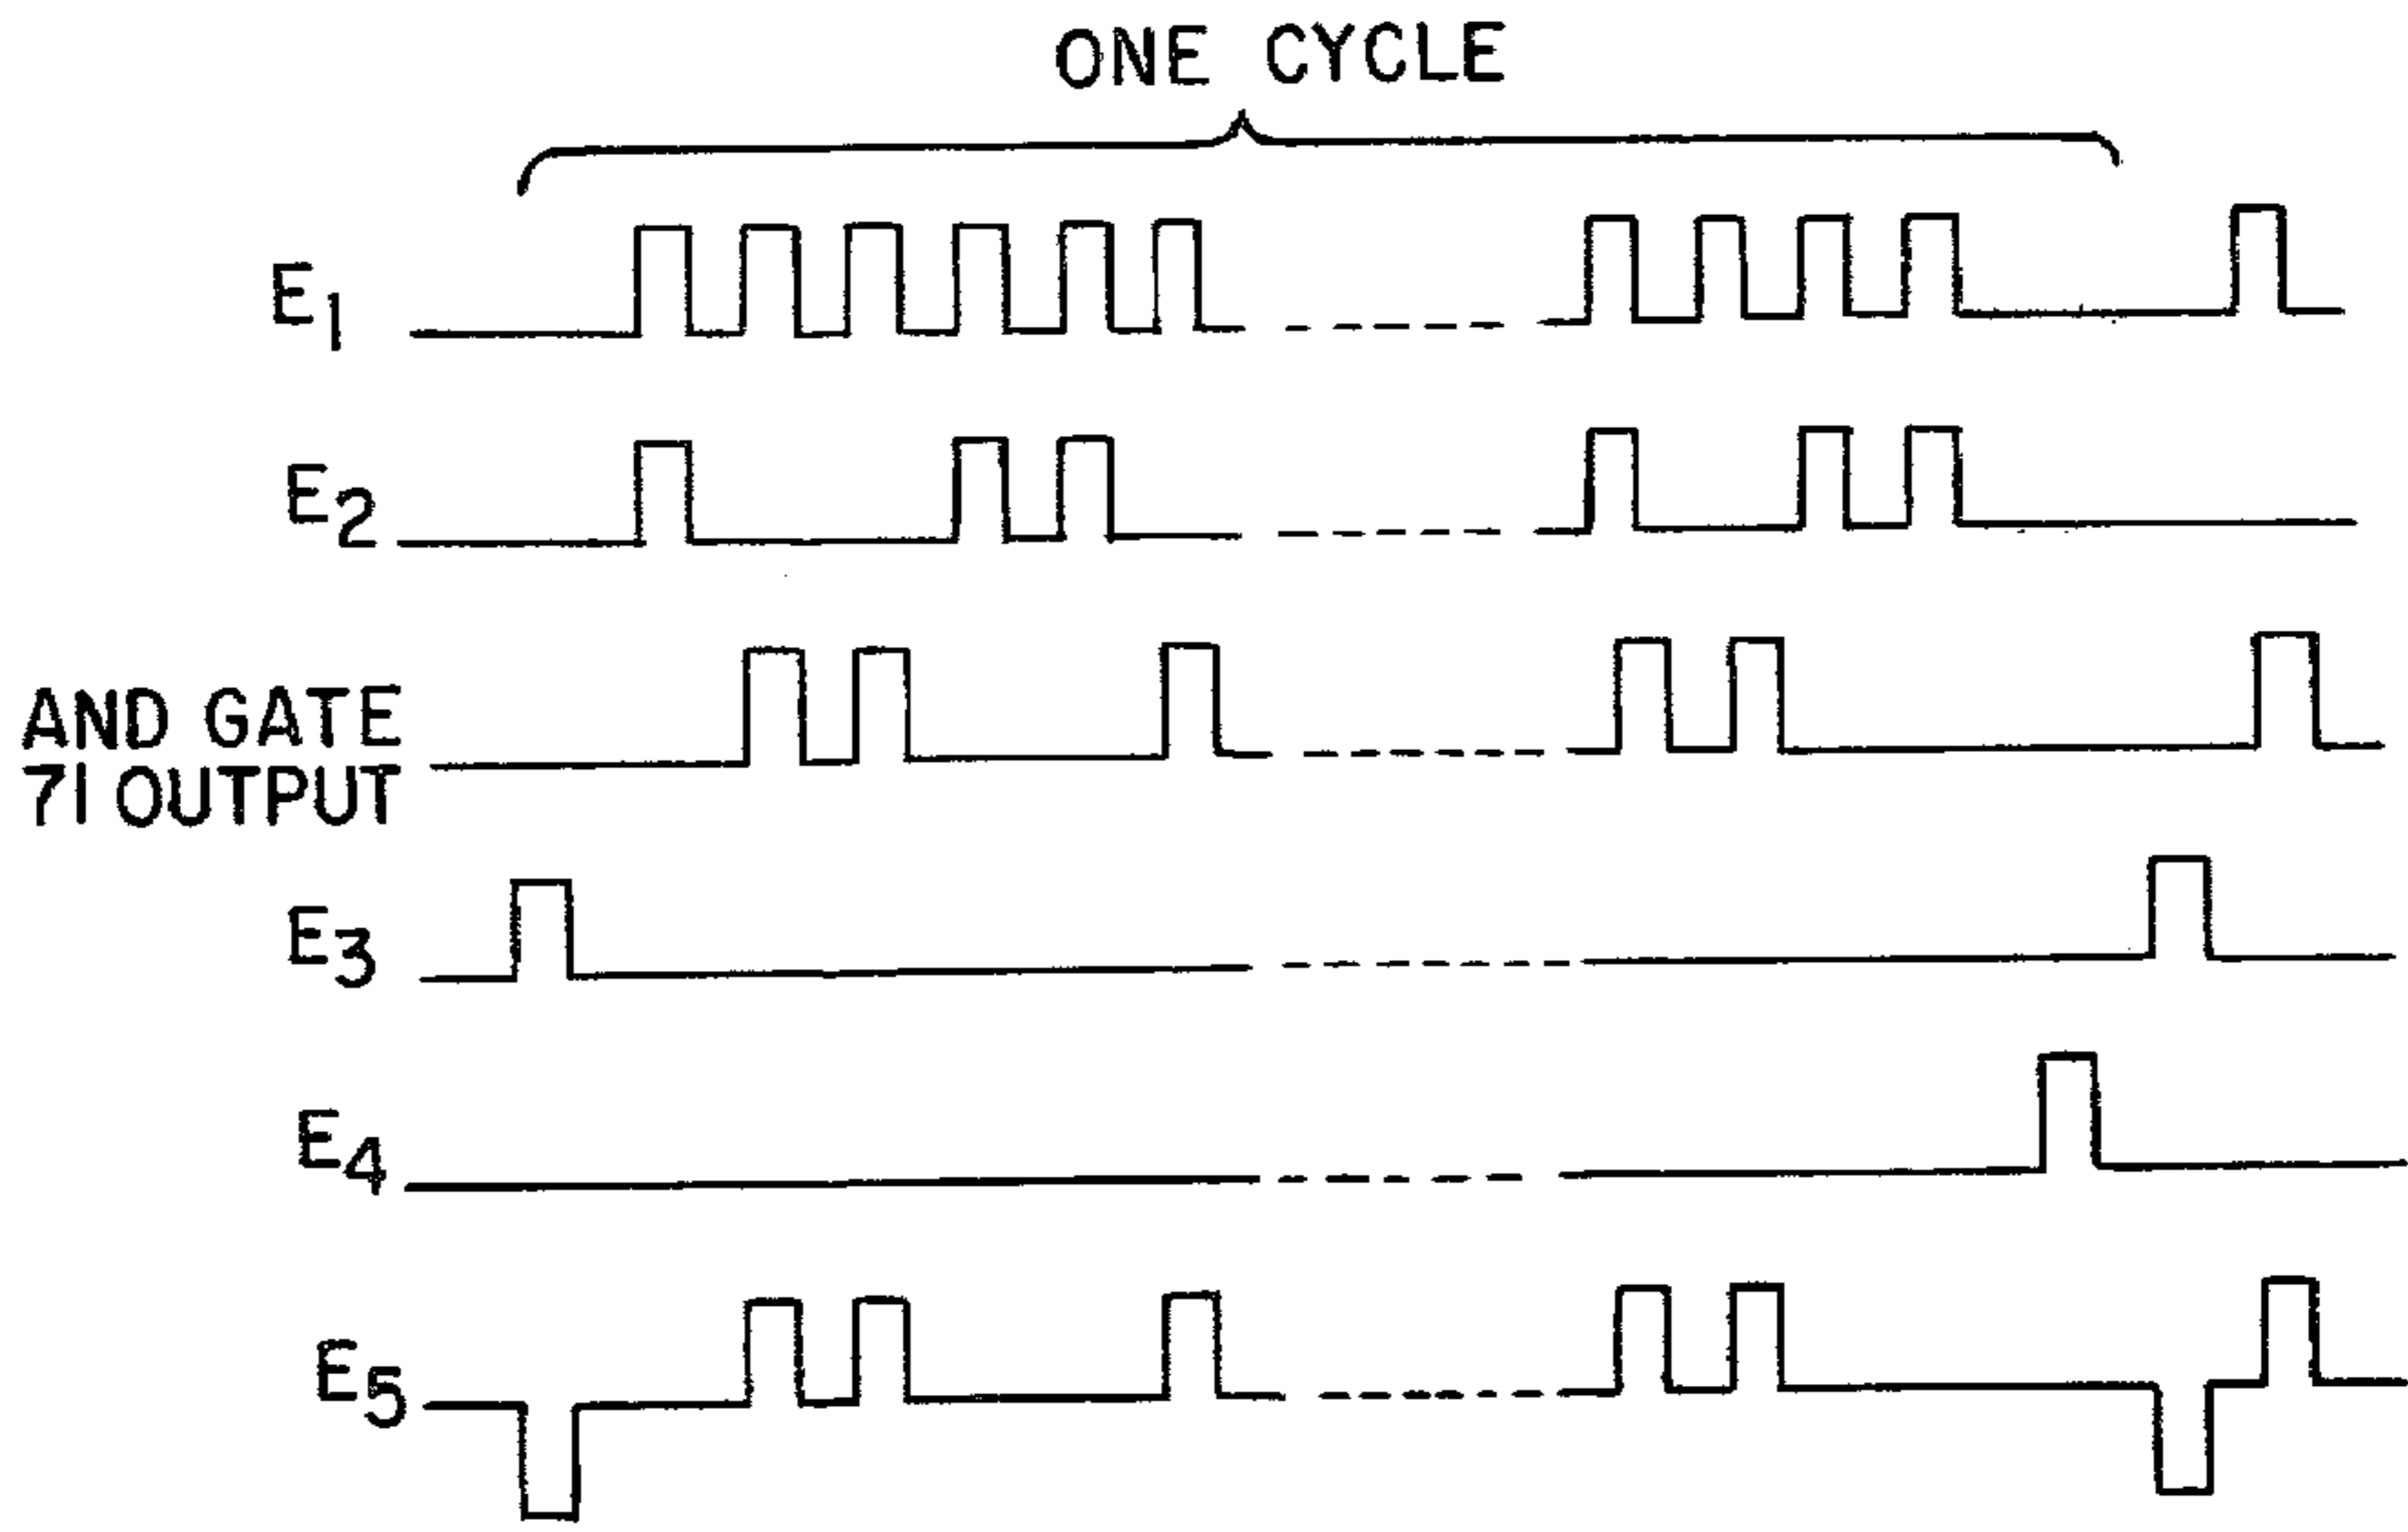 ONE CYCLE
E1
E2
AND GATE
71 OUTPUT
E3
E4
E5